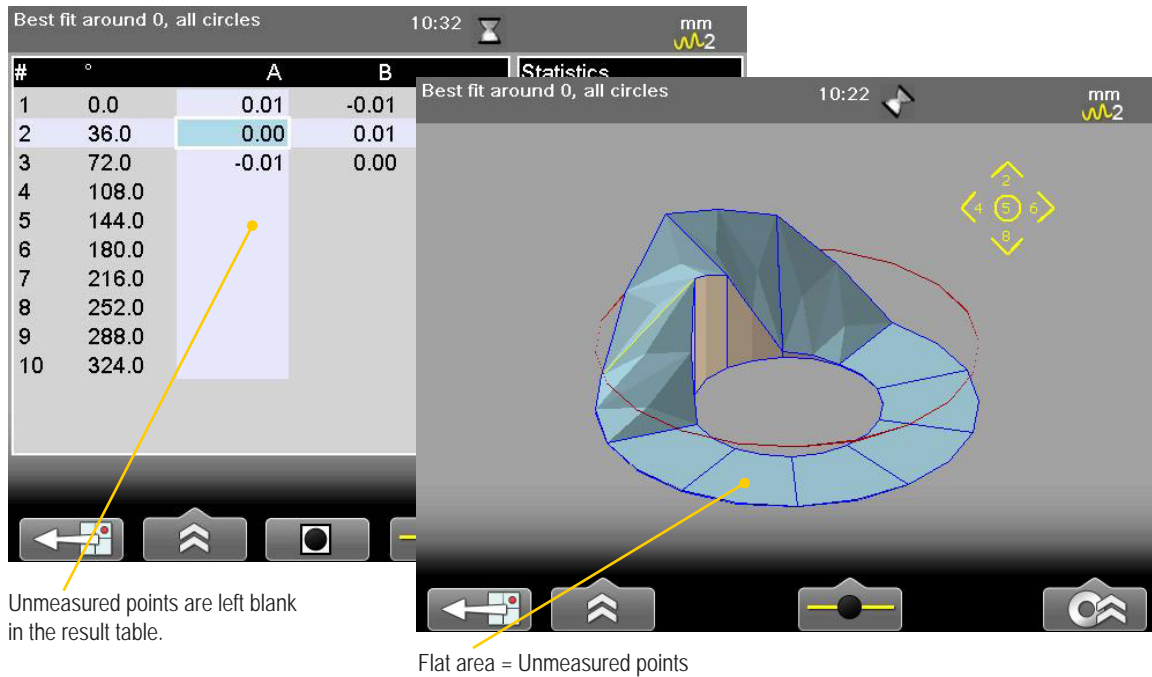 Best fit around 0, all circles 10:32 mm
2
# ° A B Statistics
1 0.0 0.01 -0.01
2 36.0 0.00 0.01
3 72.0 -0.01 0.00
4 108.0
5 144.0
6 180.0
7 216.0
8 252.0
9 288.0
10 324.0
Best fit around 0, all circles 10:22 mm
2
2
4 5 6
8
Unmeasured points are left blank
in the result table.
Flat area = Unmeasured points